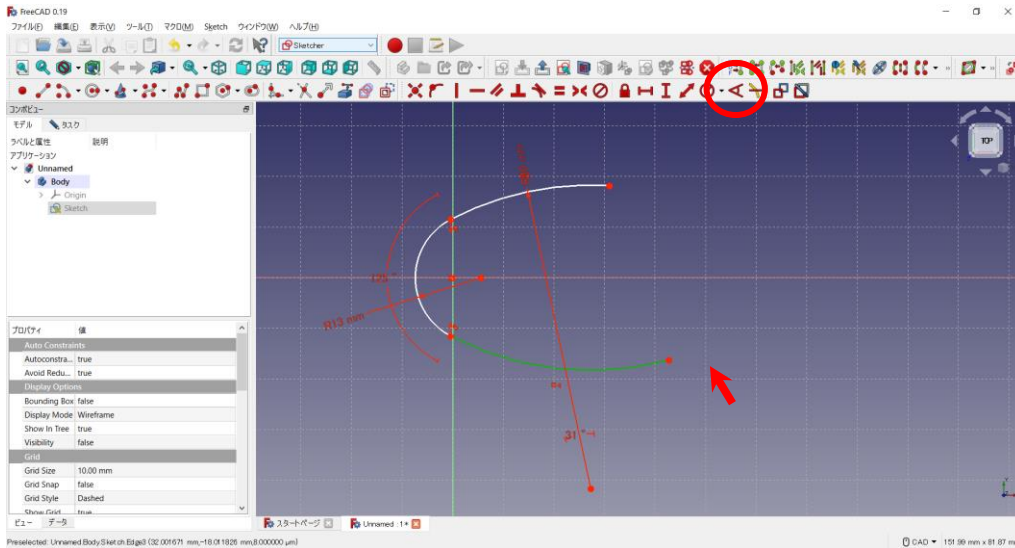 FreeCAD 0.19
ファイル(F) 編集(E) 表示(V) ツール(T) マクロ(M) Sketch ウィンドウ(W) ヘルプ(H)
Sketcher
コンボビュー
モデル タスク
ラベルと属性 説明
アプリケーション
Unnamed
Body
Origin
Sketch
TOP
125 °
R13 mm
31 °
プロパティ 値
Auto Constraints
Autoconstra... true
Avoid Redu... true
Display Options
Bounding Box false
Display Mode Wireframe
Show In Tree true
Visibility false
Grid
Grid Size 10.00 mm
Grid Snap false
Grid Style Dashed
Show Grid true
ビュー データ
スタートページ Unnamed : 1*
Preselected: Unnamed.Body.Sketch.Edge3 (32.001671 mm,-18.011826 mm,8.000000 μm)
CAD 151.99 mm x 81.87 m